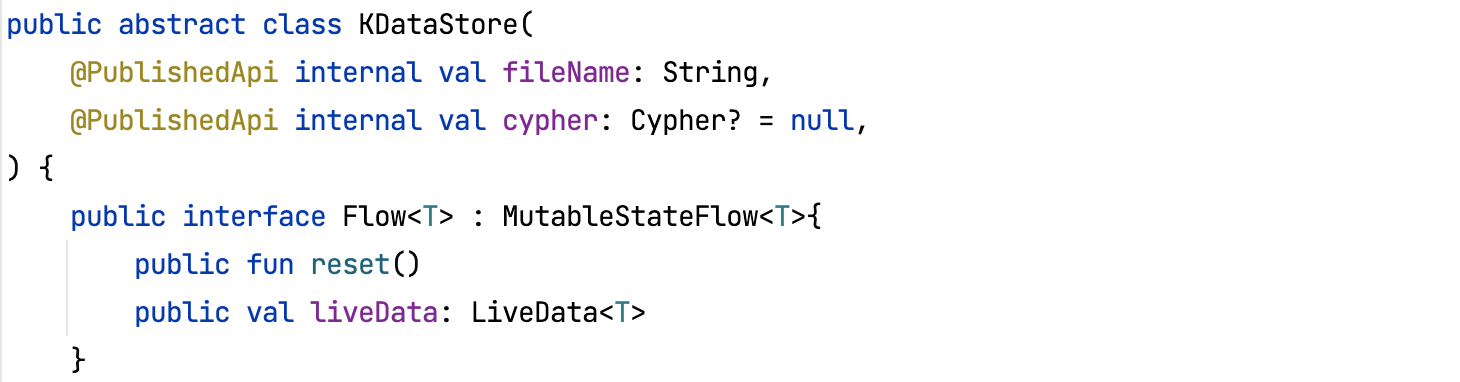 public abstract class KDataStore(
    @PublishedApi internal val fileName: String,
    @PublishedApi internal val cypher: Cypher? = null,
) {
    public interface Flow<T> : MutableStateFlow<T>{
        public fun reset()
        public val liveData: LiveData<T>
    }